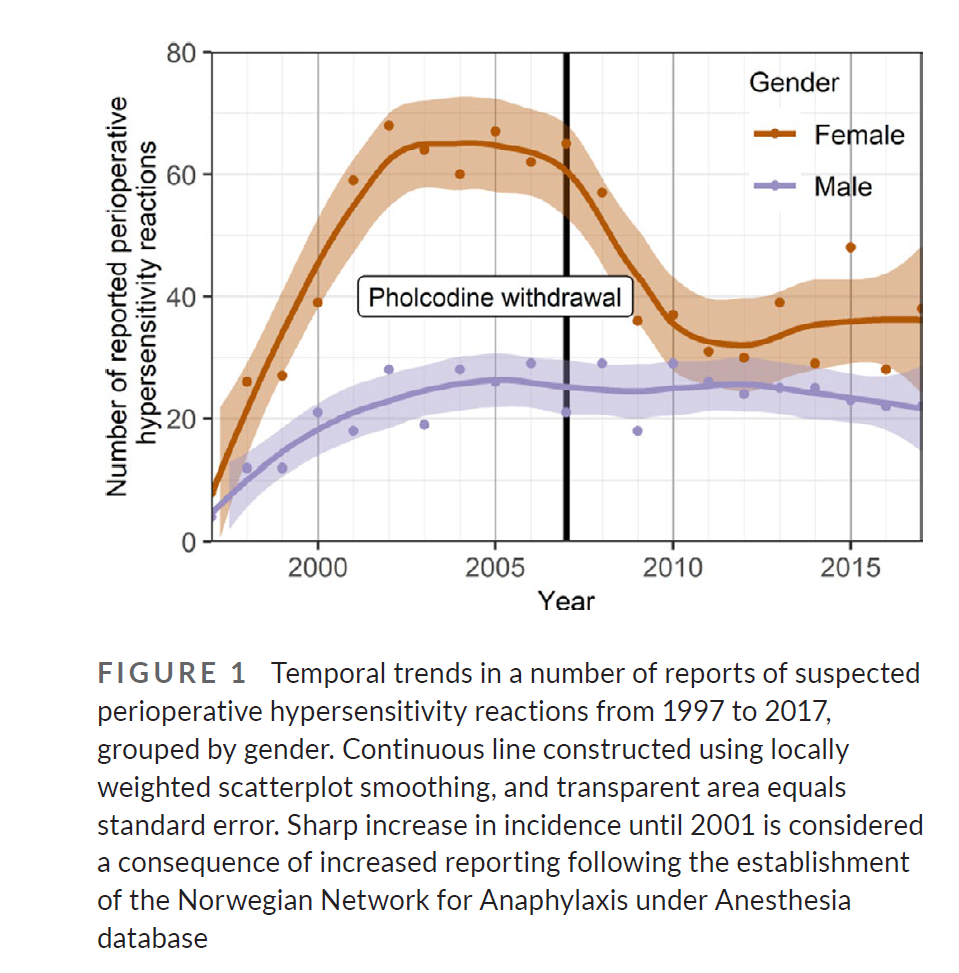 80
60
40
20
0
Number of reported perioperative
hypersensitivity reactions
Gender
Female
Male
Pholcodine withdrawal
2000 2005 2010 2015
Year
FIGURE 1 Temporal trends in a number of reports of suspected
perioperative hypersensitivity reactions from 1997 to 2017,
grouped by gender. Continuous line constructed using locally
weighted scatterplot smoothing, and transparent area equals
standard error. Sharp increase in incidence until 2001 is considered
a consequence of increased reporting following the establishment
of the Norwegian Network for Anaphylaxis under Anesthesia
database